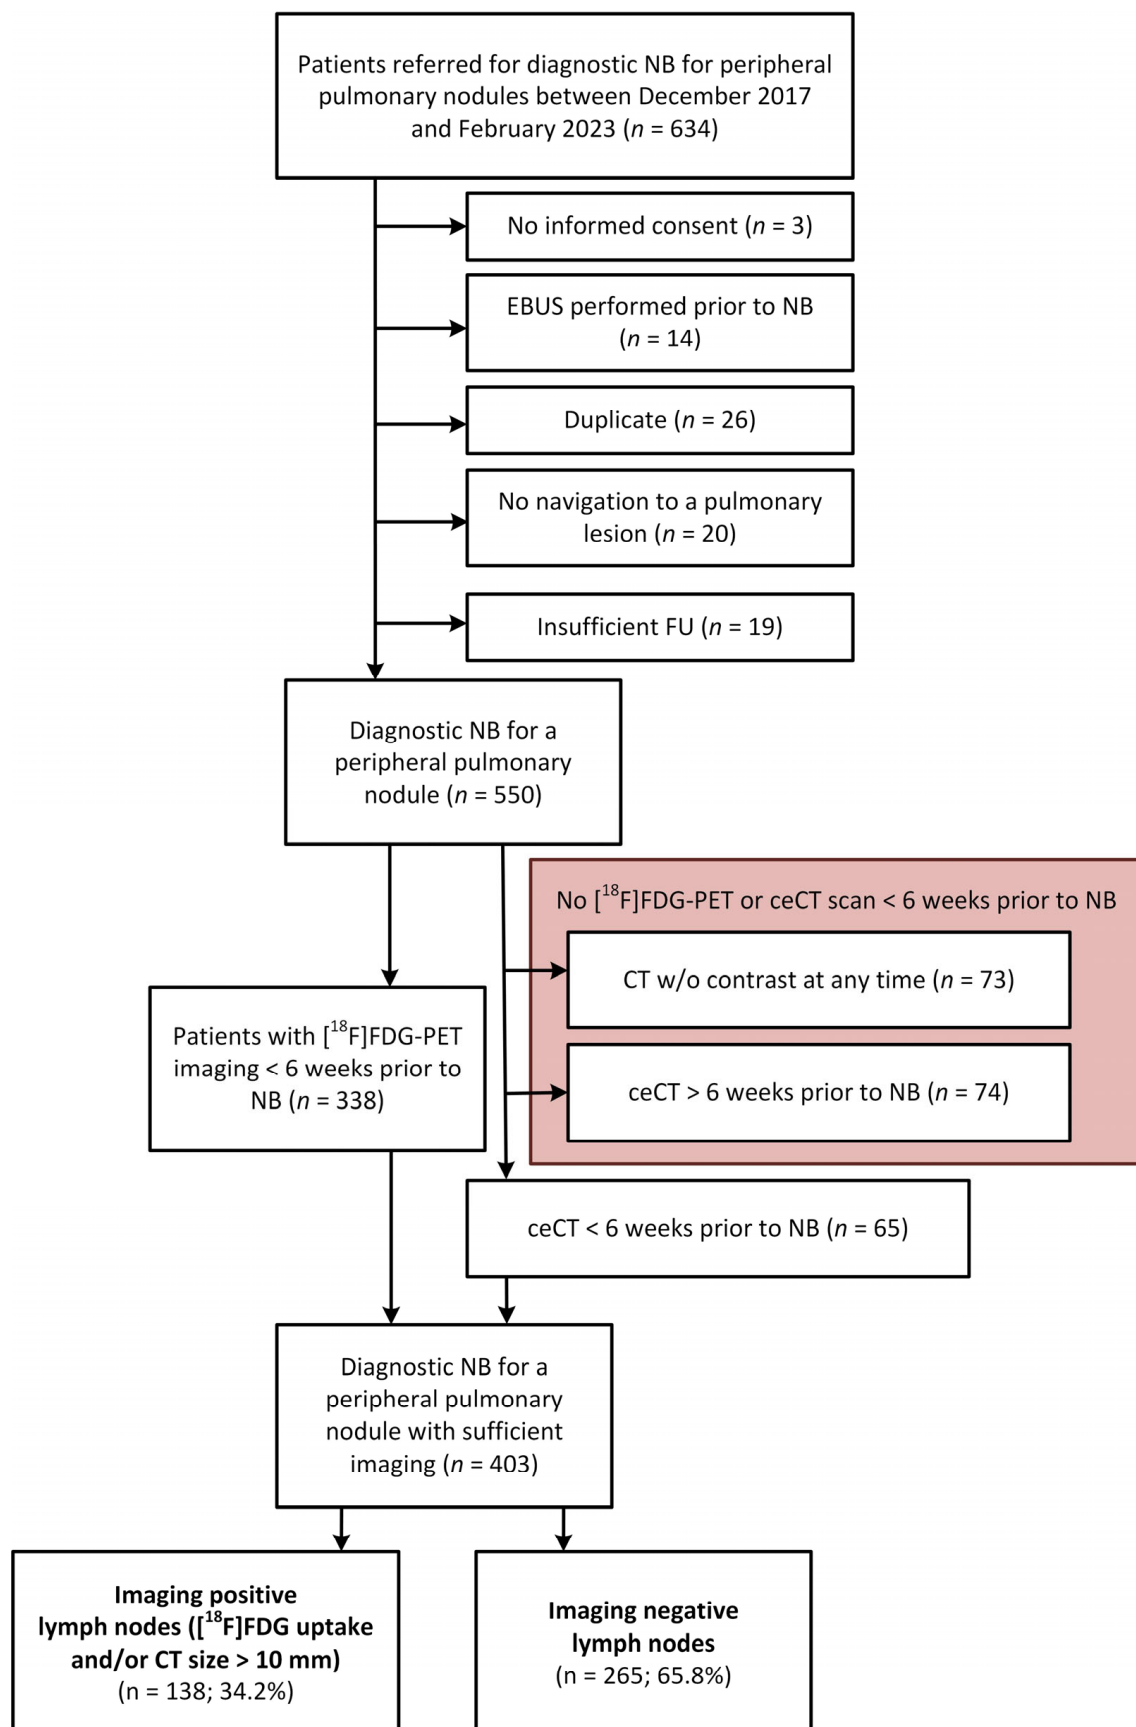 Patients referred for diagnostic NB for peripheral
pulmonary nodules between December 2017
and February 2023 (n = 634)
No informed consent (n = 3)
EBUS performed prior to NB
(n = 14)
Duplicate (n = 26)
No navigation to a pulmonary
lesion (n = 20)
Insufficient FU (n = 19)
Diagnostic NB for a
peripheral pulmonary
nodule (n = 550)
No [18F]FDG-PET or ceCT scan < 6 weeks prior to NB
CT w/o contrast at any time (n = 73)
ceCT > 6 weeks prior to NB (n = 74)
Patients with [18F]FDG-PET
imaging < 6 weeks prior to
NB (n = 338)
ceCT < 6 weeks prior to NB (n = 65)
Diagnostic NB for a
peripheral pulmonary
nodule with sufficient
imaging (n = 403)
Imaging positive
lymph nodes ([18F]FDG uptake
and/or CT size > 10 mm)
(n = 138; 34.2%)
Imaging negative
lymph nodes
(n = 265; 65.8%)